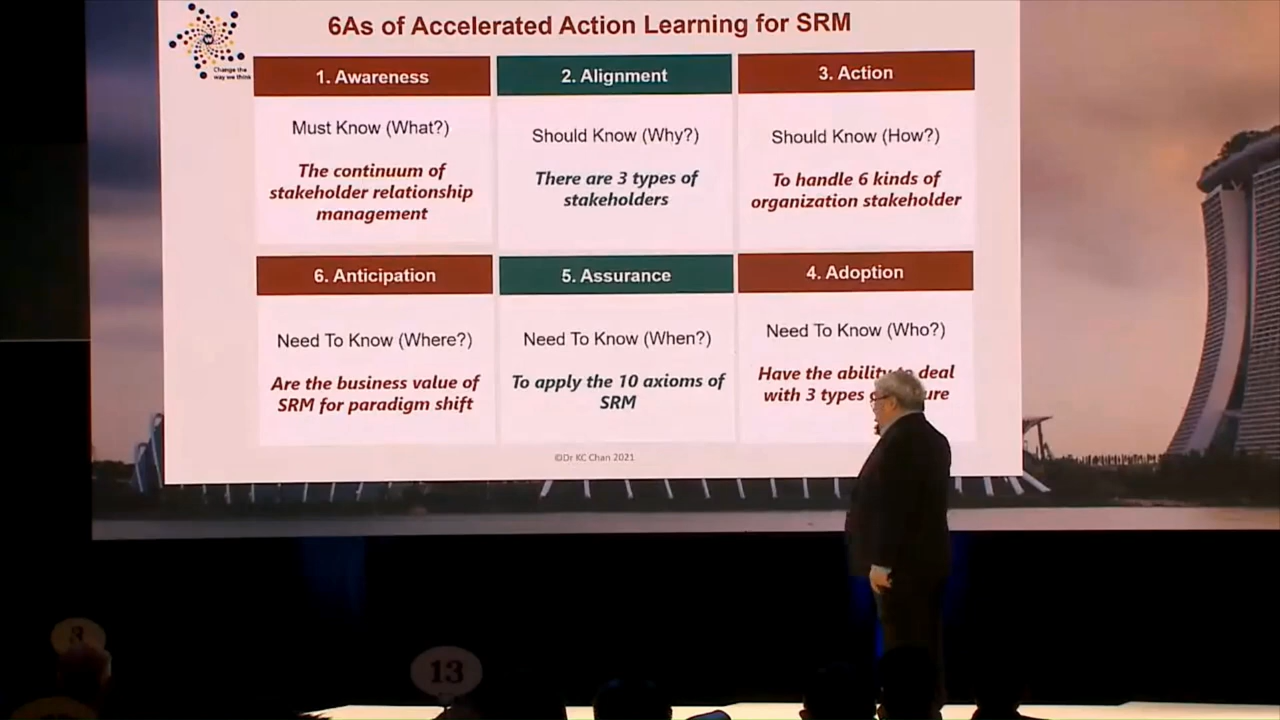 6As of Accelerated Action Learning for SRM
W
Change the
way we think
1. Awareness
Must Know (What?)
The continuum of
stakeholder relationship
management
2. Alignment
Should Know (Why?)
There are 3 types of
stakeholders
3. Action
Should Know (How?)
To handle 6 kinds of
organization stakeholder
6. Anticipation
Need To Know (Where?)
Are the business value of
SRM for paradigm shift
5. Assurance
Need To Know (When?)
To apply the 10 axioms of
SRM
4. Adoption
Need To Know (Who?)
Have the ability deal
with 3 types
©Dr KC Chan 2021
3
13